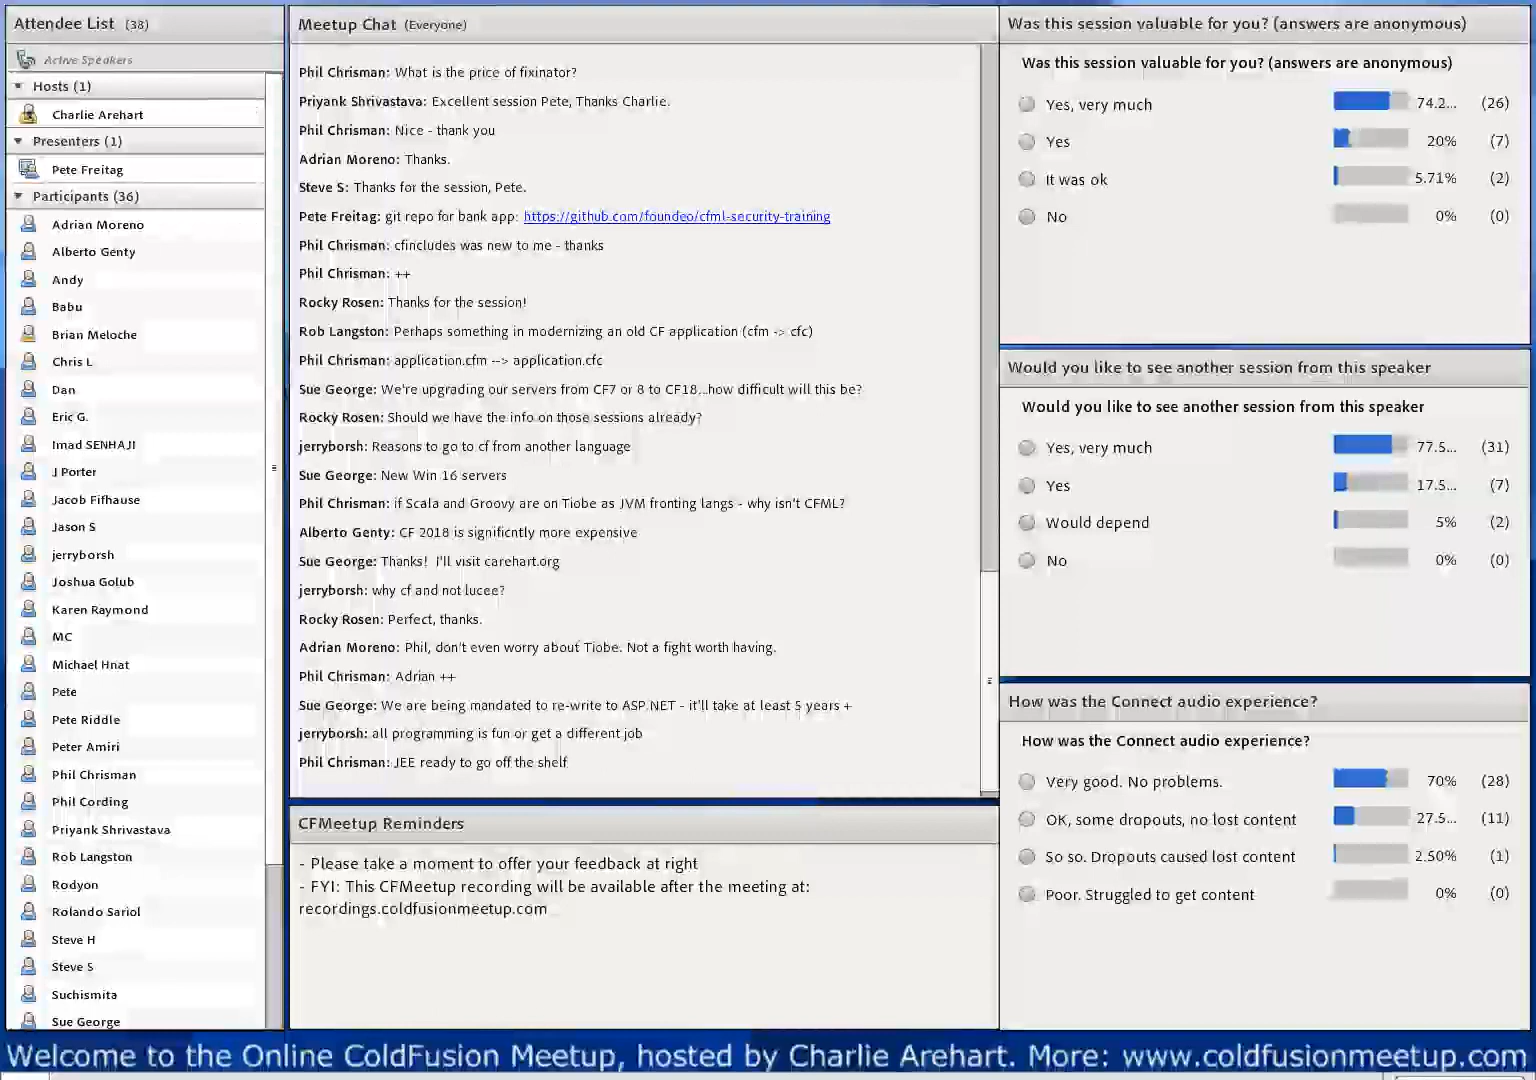 Attendee List (38)
Active Speakers
Hosts (1)
Charlie Arehart
Presenters (1)
Pete Freitag
Participants (36)
Adrian Moreno
Alberto Genty
Andy
Babu
Brian Meloche
Chris L
Dan
Eric G.
Imad SENHAJI
J Porter
Jacob Fifhause
Jason S
jerryborsh
Joshua Golub
Karen Raymond
MC
Michael Hnat
Pete
Pete Riddle
Peter Amiri
Phil Chrisman
Phil Cording
Priyank Shrivastava
Rob Langston
Rodyon
Rolando Sariol
Steve H
Steve S
Suchismita
Sue George
Meetup Chat (Everyone)
Phil Chrisman: What is the price of fixinator?
Priyank Shrivastava: Excellent session Pete, Thanks Charlie.
Phil Chrisman: Nice - thank you
Adrian Moreno: Thanks.
Steve S: Thanks for the session, Pete.
Pete Freitag: git repo for bank app: https://github.com/foundeo/cfml-security-training
Phil Chrisman: cfincludes was new to me - thanks
Phil Chrisman: ++
Rocky Rosen: Thanks for the session!
Rob Langston: Perhaps something in modernizing an old CF application (cfm -> cfc)
Phil Chrisman: application.cfm --> application.cfc
Sue George: We're upgrading our servers from CF7 or 8 to CF18...how difficult will this be?
Rocky Rosen: Should we have the info on those sessions already?
jerryborsh: Reasons to go to cf from another language
Sue George: New Win 16 servers
Phil Chrisman: if Scala and Groovy are on Tiobe as JVM fronting langs - why isn't CFML?
Alberto Genty: CF 2018 is significntly more expensive
Sue George: Thanks! I'll visit carehart.org
jerryborsh: why cf and not lucee?
Rocky Rosen: Perfect, thanks.
Adrian Moreno: Phil, don't even worry about Tiobe. Not a fight worth having.
Phil Chrisman: Adrian ++
Sue George: We are being mandated to re-write to ASP.NET - it'll take at least 5 years +
jerryborsh: all programming is fun or get a different job
Phil Chrisman: JEE ready to go off the shelf
CFMeetup Reminders
- Please take a moment to offer your feedback at right
- FYI: This CFMeetup recording will be available after the meeting at:
recordings.coldfusionmeetup.com
Was this session valuable for you? (answers are anonymous)
Was this session valuable for you? (answers are anonymous)
Yes, very much 74.2... (26)
Yes 20% (7)
It was ok 5.71% (2)
No 0% (0)
Would you like to see another session from this speaker
Would you like to see another session from this speaker
Yes, very much 77.5... (31)
Yes 17.5... (7)
Would depend 5% (2)
No 0% (0)
How was the Connect audio experience?
How was the Connect audio experience?
Very good. No problems. 70% (28)
OK, some dropouts, no lost content 27.5... (11)
So so. Dropouts caused lost content 2.50% (1)
Poor. Struggled to get content 0% (0)
Welcome to the Online ColdFusion Meetup, hosted by Charlie Arehart. More: www.coldfusionmeetup.com